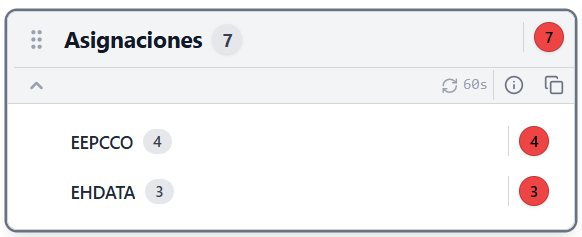 Asignaciones 7 7
60s
EEPCCO 4 4
EHDATA 3 3